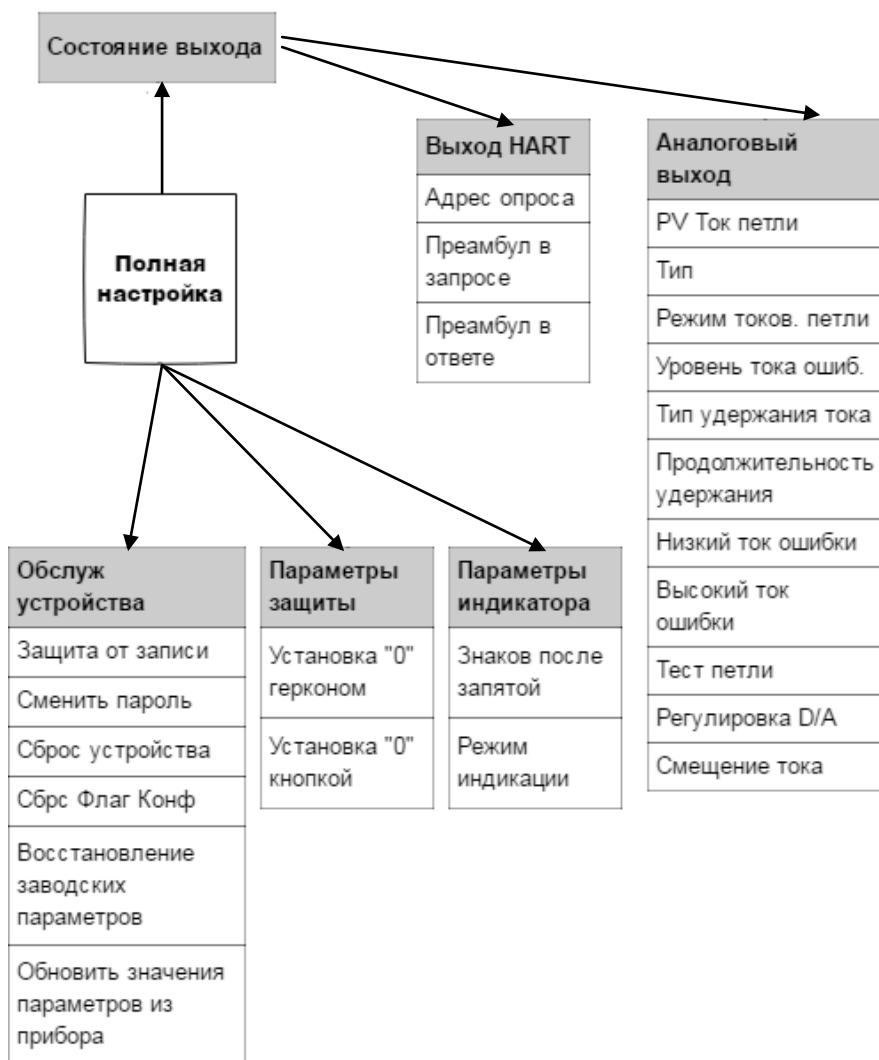 Состояние выхода
Выход HART
Адрес опроса
Преамбул в
запросе
Преамбул в
ответе
Аналоговый
выход
PV Ток петли
Тип
Режим токов. петли
Уровень тока ошиб.
Тип удержания тока
Продолжительность
удержания
Низкий ток ошибки
Высокий ток
ошибки
Тест петли
Регулировка D/A
Смещение тока
Полная
настройка
Обслуж
устройства
Защита от записи
Сменить пароль
Сброс устройства
Сбрс Флаг Конф
Восстановление
заводских
параметров
Обновить значения
параметров из
прибора
Параметры
защиты
Установка "0"
герконом
Установка "0"
кнопкой
Параметры
индикатора
Знаков после
запятой
Режим
индикации